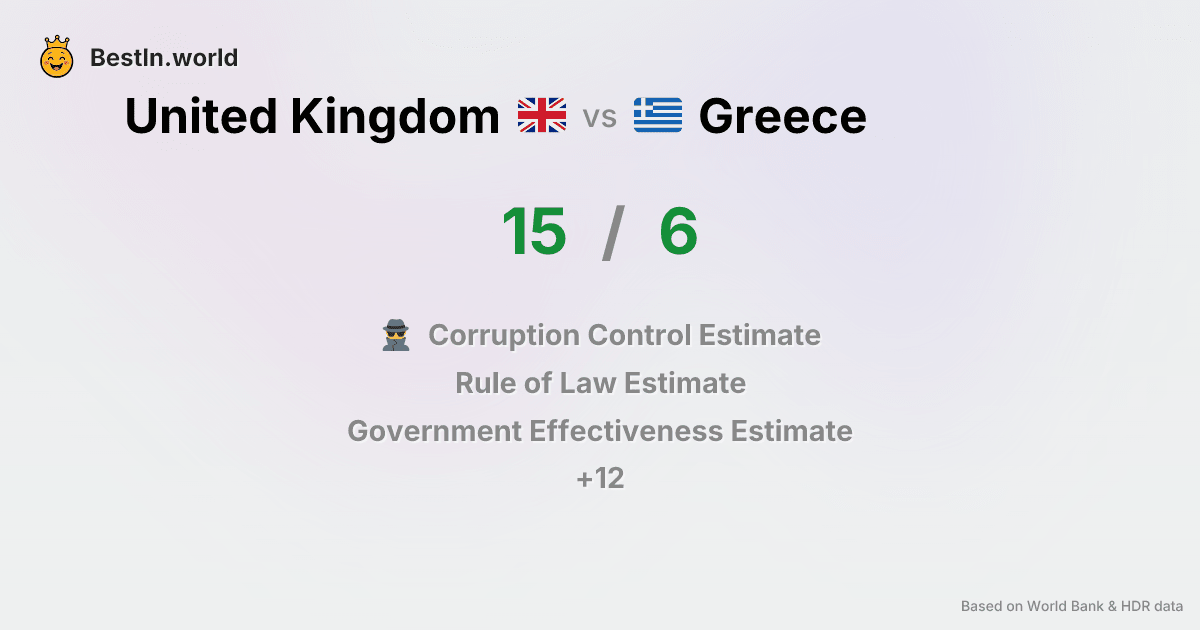 BestIn.world
United Kingdom vs Greece
15 / 6
Corruption Control Estimate
Rule of Law Estimate
Government Effectiveness Estimate
+12
Based on World Bank & HDR data